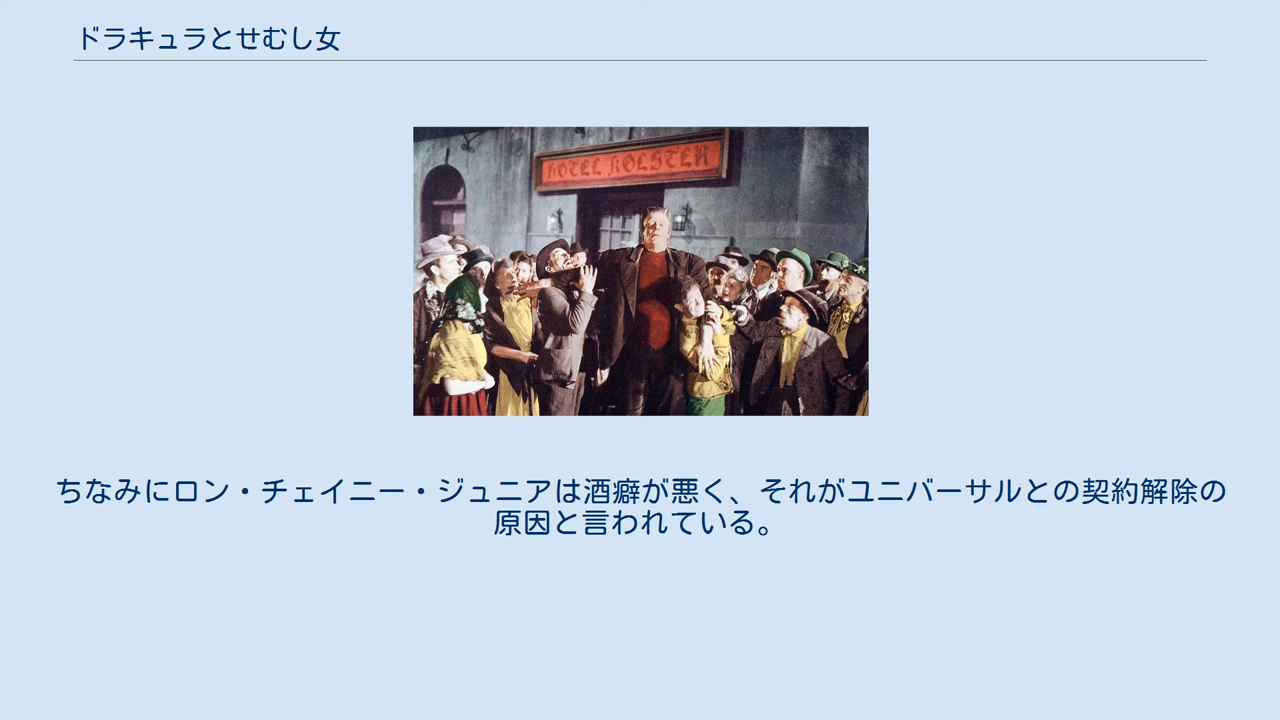 ドラキュラとせむし女
HOTEL HOLSTEN
ちなみにロン・チェイニー・ジュニアは酒癖が悪く、それがユニバーサルとの契約解除の
原因と言われている。